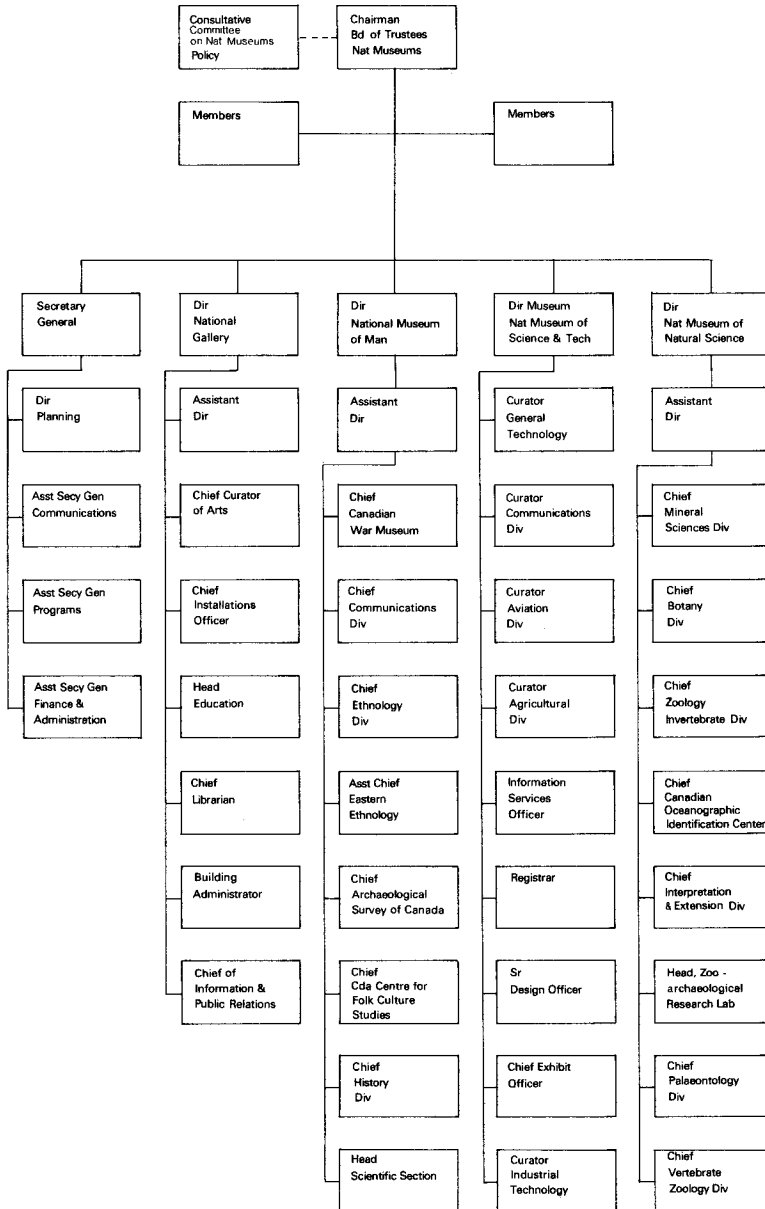 Consultative
Committee
on Nat Museums
Policy
Chairman
Bd of Trustees
Nat Museums
Members
Members
Secretary
General
Dir
National
Gallery
Dir
National Museum
of Man
Dir Museum
Nat Museum of
Science & Tech
Dir
Nat Museum of
Natural Science
Dir
Planning
Asst Secy Gen
Communications
Asst Secy Gen
Programs
Asst Secy Gen
Finance &
Administration
Assistant
Dir
Chief Curator
of Arts
Chief
Installations
Officer
Head
Education
Chief
Librarian
Building
Administrator
Chief of
Information &
Public Relations
Assistant
Dir
Chief
Canadian
War Museum
Chief
Communications
Div
Chief
Ethnology
Div
Asst Chief
Eastern
Ethnology
Chief
Archaeological
Survey of Canada
Chief
Cda Centre for
Folk Culture
Studies
Chief
History
Div
Head
Scientific Section
Curator
General
Technology
Curator
Communications
Div
Curator
Aviation
Div
Curator
Agricultural
Div
Information
Services
Officer
Registrar
Sr
Design Officer
Chief Exhibit
Officer
Curator
Industrial
Technology
Assistant
Dir
Chief
Mineral
Sciences Div
Chief
Botany
Div
Chief
Zoology
Invertebrate Div
Chief
Canadian
Oceanographic
Identification Center
Chief
Interpretation
& Extension Div
Head, Zoo -
archaeological
Research Lab
Chief
Palaeontology
Div
Chief
Vertebrate
Zoology Div